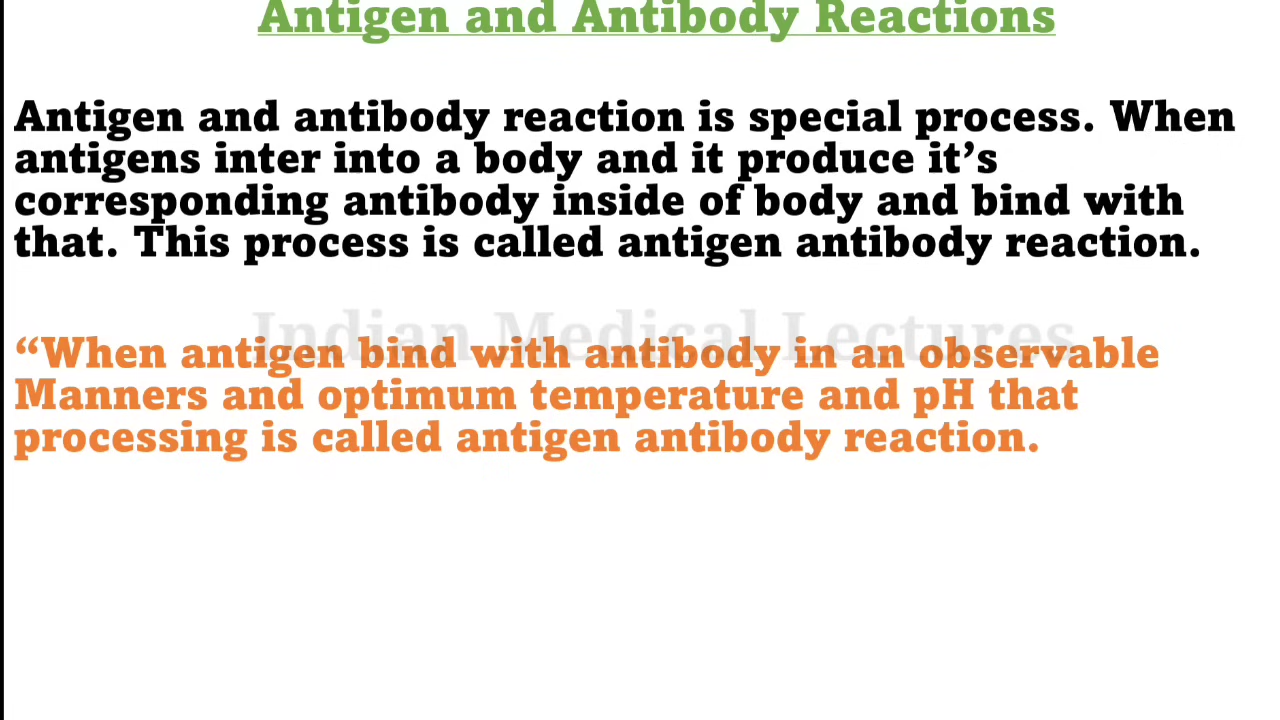 Antigen and Antibody Reactions
Antigen and antibody reaction is special process. When
antigens inter into a body and it produce it’s
corresponding antibody inside of body and bind with
that. This process is called antigen antibody reaction.
Indian Medical Lectures
“When antigen bind with antibody in an observable
Manners and optimum temperature and pH that
processing is called antigen antibody reaction.